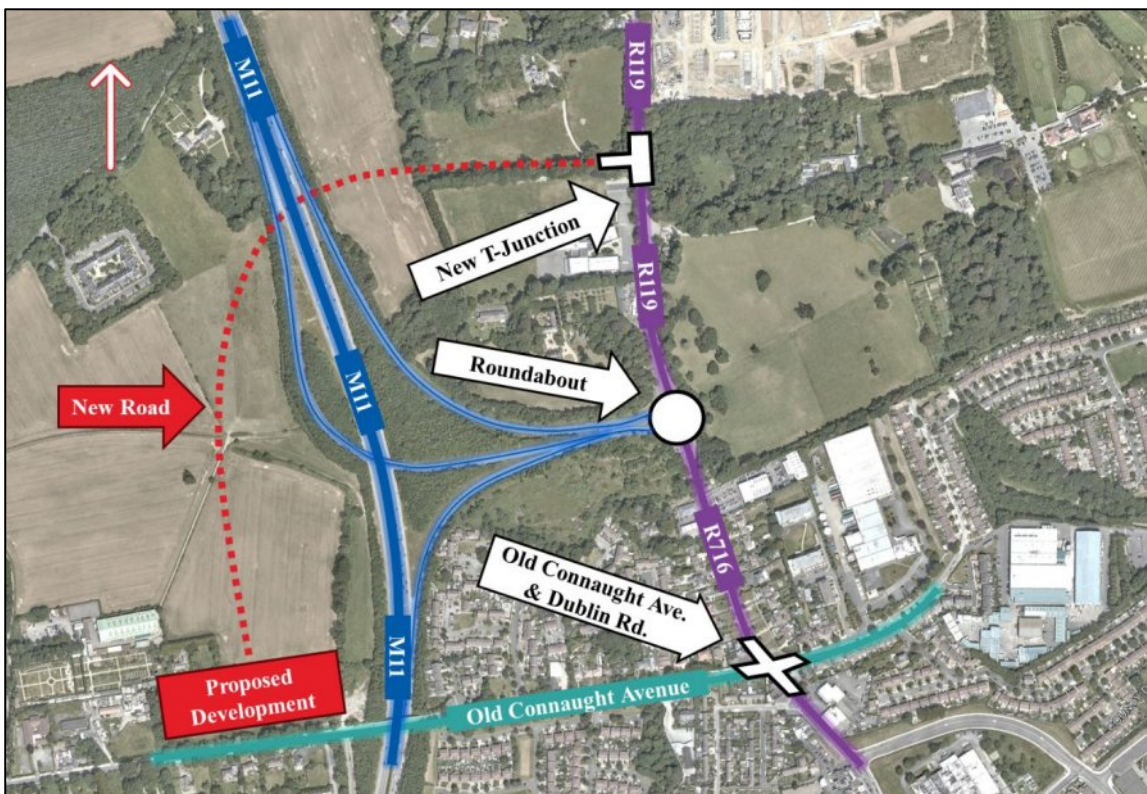 M11
R119
New T-Junction
R119
Roundabout
M11
New Road
R716
Old Connaught Ave.
& Dublin Rd.
M11
Proposed
Development
Old Connaught Avenue